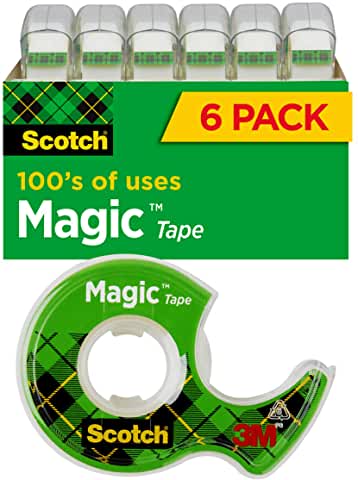 Scotch
6 PACK
100's of uses
Magic™ Tape
Magic™ Tape
Scotch
3M